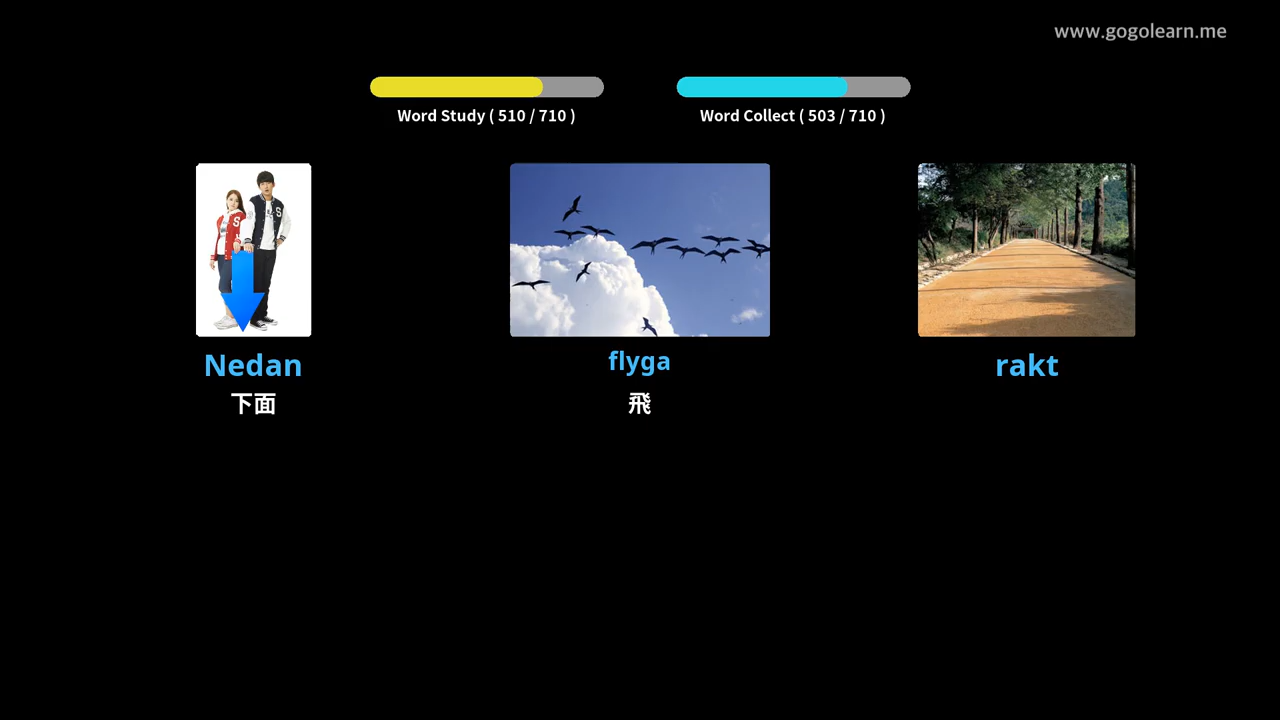 www.gogolearn.me
Word Study ( 510 / 710 )
Word Collect ( 503 / 710 )
Nedan
flyga
rakt
下面
飛